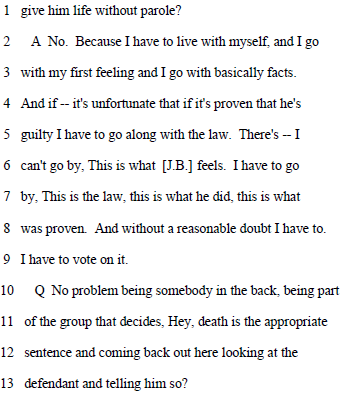 1 give him life without parole?
2 A No. Because I have to live with myself, and I go
3 with my first feeling and I go with basically facts.
4 And if -- it's unfortunate that if it's proven that he's
5 guilty I have to go along with the law. There's -- I
6 can't go by, This is what [J.B.] feels. I have to go
7 by, This is the law, this is what he did, this is what
8 was proven. And without a reasonable doubt I have to.
9 I have to vote on it.
10 Q No problem being somebody in the back, being part
11 of the group that decides, Hey, death is the appropriate
12 sentence and coming back out here looking at the
13 defendant and telling him so?